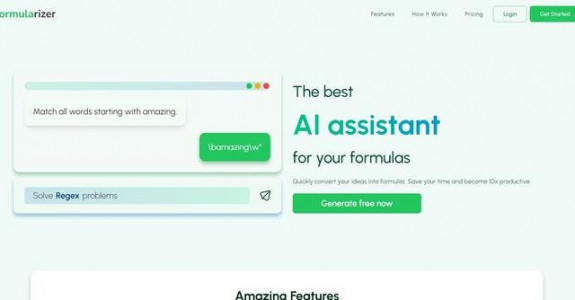 ormularizer
Features
How It Works
Pricing
Login
Get Started
Match all words starting with amazing.
\bamazing\w*
Solve Regex problems
The best
AI assistant
for your formulas
Quickly convert your ideas into formulas. Save your time and become 10x productive
Generate free now
Amazing Features